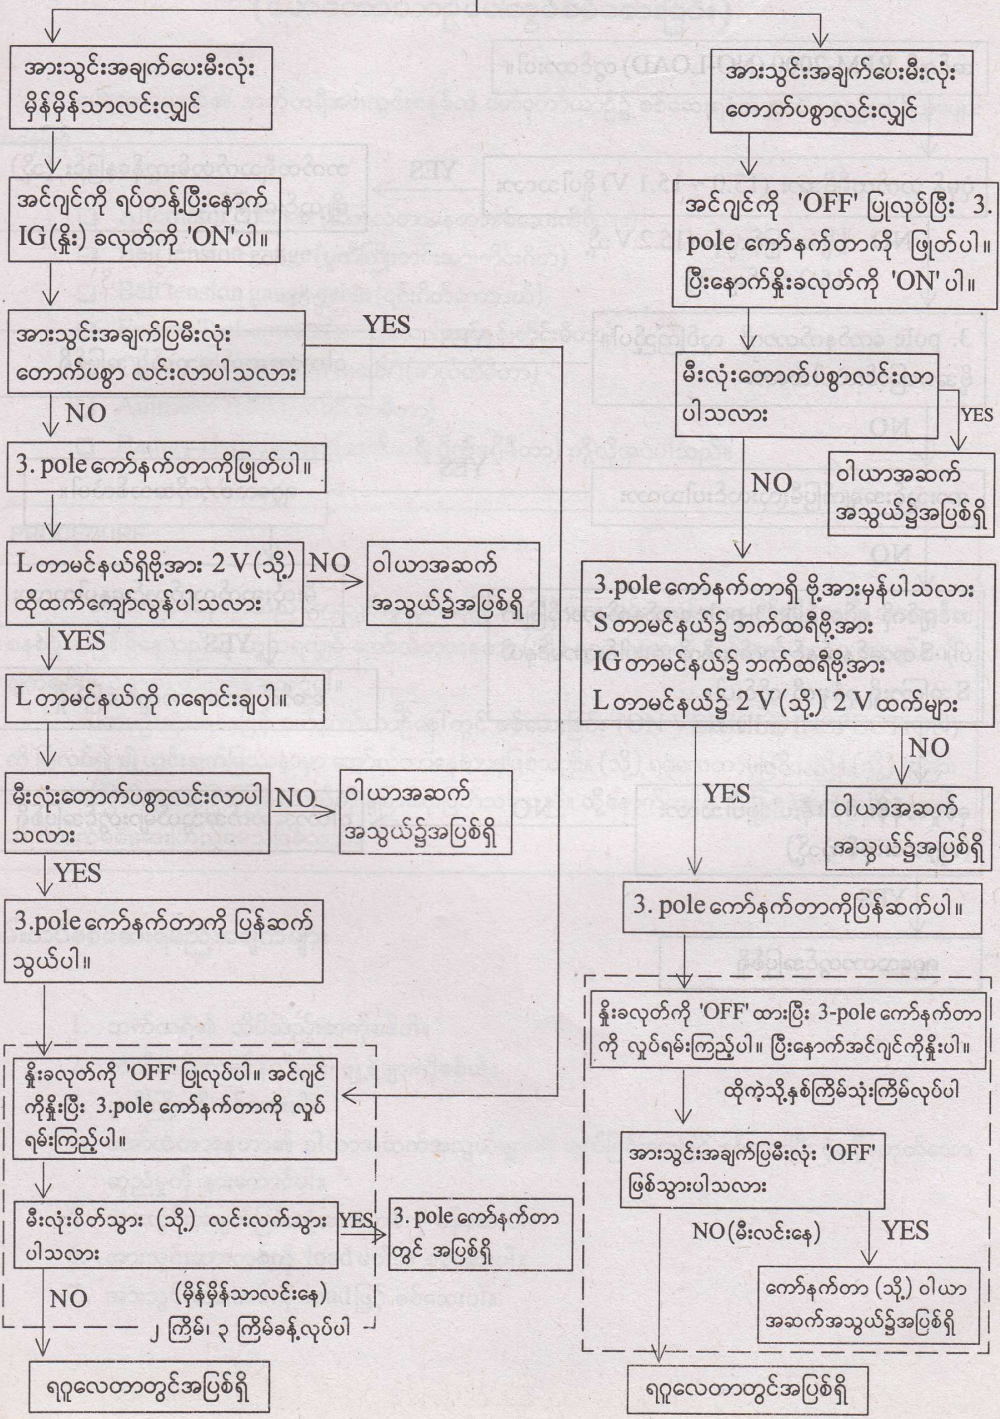 အားသွင်းအချက်ပေးမီးလုံး
မှိန်မှိန်သာလင်းလျှင်
အင်ဂျင်ကို ရပ်တန်ပြီးနောက်
IG(နှိုး) ခလုတ်ကို 'ON'ပါ။
အားသွင်းအချက်ပြမီးလုံး
တောက်ပစွာ လင်းလာပါသလား
YES
NO
3. poleကော်နက်တာကိုဖြုတ်ပါ။
Lတာမင်နယ်ရှိဗို့အား 2 V(သို့)
ထိုထက်ကျော်လွန်ပါသလား
NO
ဝါယာအဆက်
အသွယ်၌အပြစ်ရှိ
YES
Lတာမင်နယ်ကို ဂရောင်းချပါ။
မီးလုံးတောက်ပစွာလင်းလာပါ
သလား
NO
ဝါယာအဆက်
အသွယ်၌အပြစ်ရှိ
YES
3.poleကော်နက်တာကို ပြန်ဆက်
သွယ်ပါ။
နှိုးခလုတ်ကို 'OFF' ပြုလုပ်ပါ။ အင်ဂျင်
ကိုနှိုးပြီး 3.pole ကော်နက်တာကို လှုပ်
ရမ်းကြည့်ပါ။
မီးလုံးပိတ်သွား (သို့) လင်းလက်သွား
ပါသလား
YES
3. pole ကော်နက်တာ
တွင် အပြစ်ရှိ
NO
(မှိန်မှိန်သာလင်းနေ)
၂ ကြိမ်၊ ၃ ကြိမ်ခန့်လုပ်ပါ
ရဂူလေတာတွင်အပြစ်ရှိ
အားသွင်းအချက်ပေးမီးလုံး
တောက်ပစွာလင်းလျှင်
အင်ဂျင်ကို 'OFF' ပြုလုပ်ပြီး 3.
pole ကော်နက်တာကို ဖြုတ်ပါ။
ပြီးနောက်နှိုးခလုတ်ကို 'ON'ပါ။
မီးလုံးတောက်ပစွာလင်းလာ
ပါသလား
YES
ဝါယာအဆက်
အသွယ်၌အပြစ်ရှိ
NO
3.poleကော်နက်တာရှိ ဗို့အားမှန်ပါသလား
Sတာမင်နယ်၌ ဘက်ထရီဗို့အား
IGတာမင်နယ်၌ ဘက်ထရီဗို့အား
Lတာမင်နယ်၌ 2 V (သို့) 2 Vထက်များ
NO
ဝါယာအဆက်
အသွယ်၌အပြစ်ရှိ
YES
3. poleကော်နက်တာကိုပြန်ဆက်ပါ။
နှိုးခလုတ်ကို 'OFF'ထားပြီး 3-pole ကော်နက်တာ
ကို လှုပ်ရမ်းကြည့်ပါ။ ပြီးနောက်အင်ဂျင်ကိုနှိုးပါ။
ထိုကဲ့သို့နှစ်ကြိမ်သုံးကြိမ်လုပ်ပါ
အားသွင်းအချက်ပြမီးလုံး 'OFF'
ဖြစ်သွားပါသလား
NO(မီးလင်းနေ)
YES
ကော်နက်တာ (သို့) ဝါယာ
အဆက်အသွယ်၌အပြစ်ရှိ
ရဂူလေတာတွင်အပြစ်ရှိ